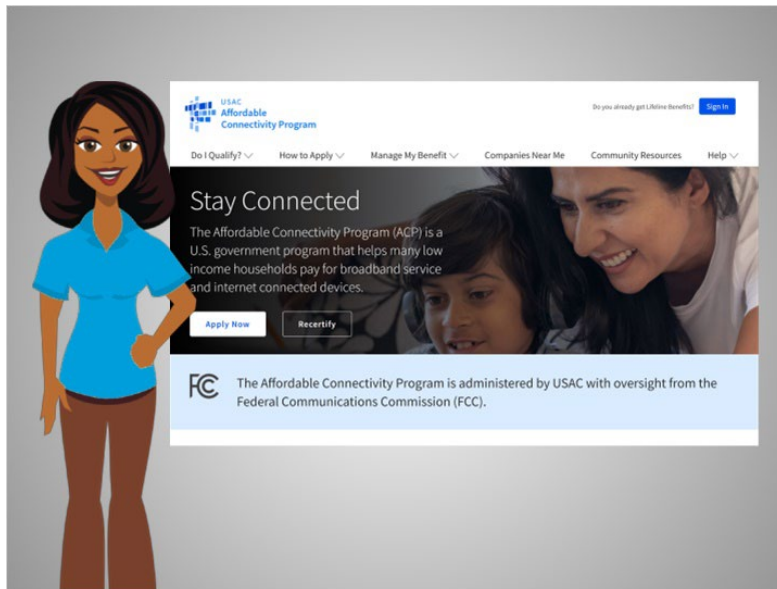 USAC
Affordable
Connectivity Program
Do you already get Lifeline Benefits? Sign In
Do I Qualify? How to Apply Manage My Benefit Companies Near Me Community Resources Help
Stay Connected
The Affordable Connectivity Program (ACP) is a
U.S. government program that helps many low
income households pay for broadband service
and internet connected devices.
Apply Now Recertify
FCC The Affordable Connectivity Program is administered by USAC with oversight from the
Federal Communications Commission (FCC).